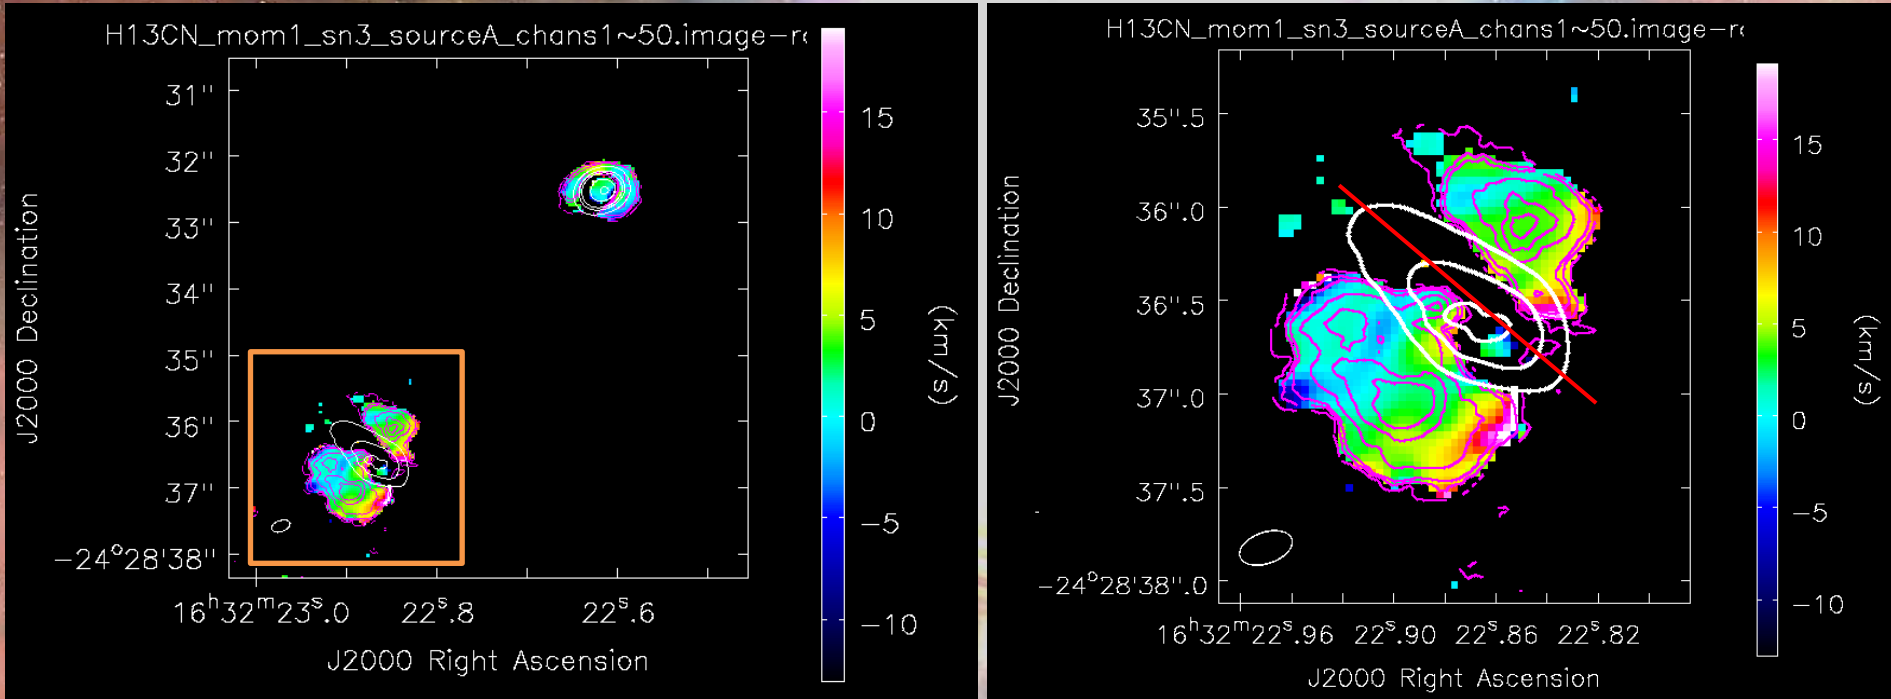 H13CN_mom1_sn3_sourceA_chans1~50.image-r
31"
32"
33"
34"
35"
36"
37"
-24°28'38"
J2000 Declination
16ʰ32ᵐ23ˢ.0
22ˢ.8
22ˢ.6
J2000 Right Ascension
15
10
5
0
-5
-10
(km/s)
H13CN_mom1_sn3_sourceA_chans1~50.image-r
35".5
36".0
36".5
37".0
37".5
-24°28'38".0
J2000 Declination
16ʰ32ᵐ22ˢ.96
22ˢ.90
22ˢ.86
22ˢ.82
J2000 Right Ascension
15
10
5
0
-5
-10
(km/s)